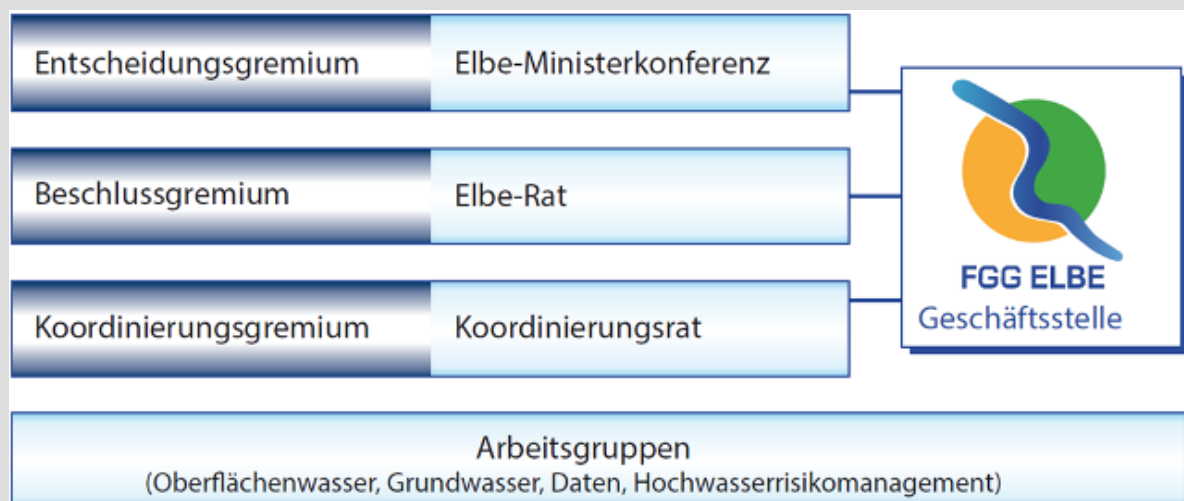 Entscheidungsgremium Elbe-Ministerkonferenz
Beschlussgremium Elbe-Rat
Koordinierungsgremium Koordinierungsrat
FGG ELBE
Geschäftsstelle
Arbeitsgruppen
(Oberflächenwasser, Grundwasser, Daten, Hochwasserrisikomanagement)